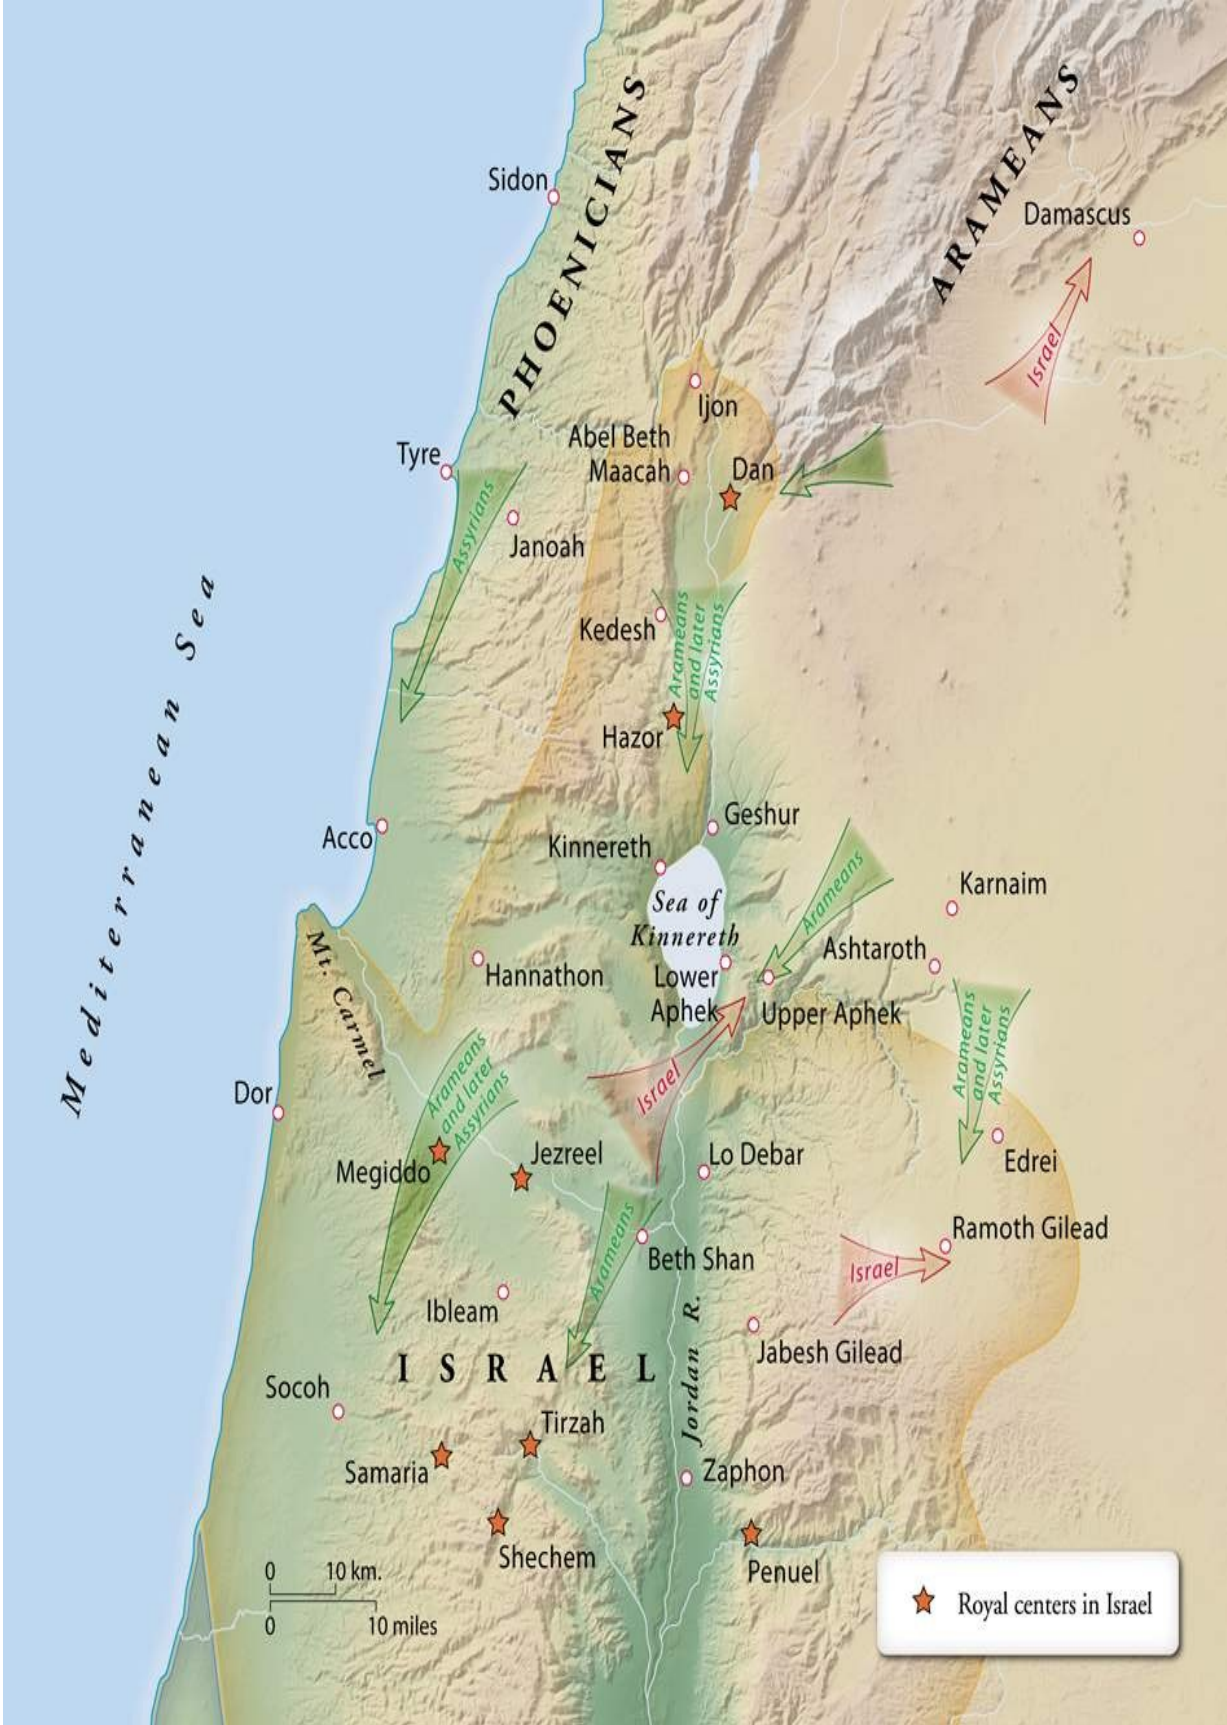 PHOENICIANS
ARAMEANS
Sidon
Damascus
Israel
Ijon
Abel Beth
Maacah
Dan
Tyre
Assyrians
Janoah
Mediterranean Sea
Kedesh
Arameans
and later
Assyrians
Hazor
Geshur
Acco
Kinnereth
Sea of
Kinnereth
Arameans
Karnaim
Ashtaroth
Mt. Carmel
Hannathon
Lower
Aphek
Upper Aphek
Arameans
and later
Assyrians
Dor
Arameans
and later
Assyrians
Israel
Megiddo
Jezreel
Lo Debar
Edrei
Arameans
Beth Shan
Ramoth Gilead
Israel
Ibleam
Jordan R.
Jabesh Gilead
ISRAEL
Socoh
Tirzah
Samaria
Zaphon
Shechem
Penuel
0 10 km.
0 10 miles
Royal centers in Israel